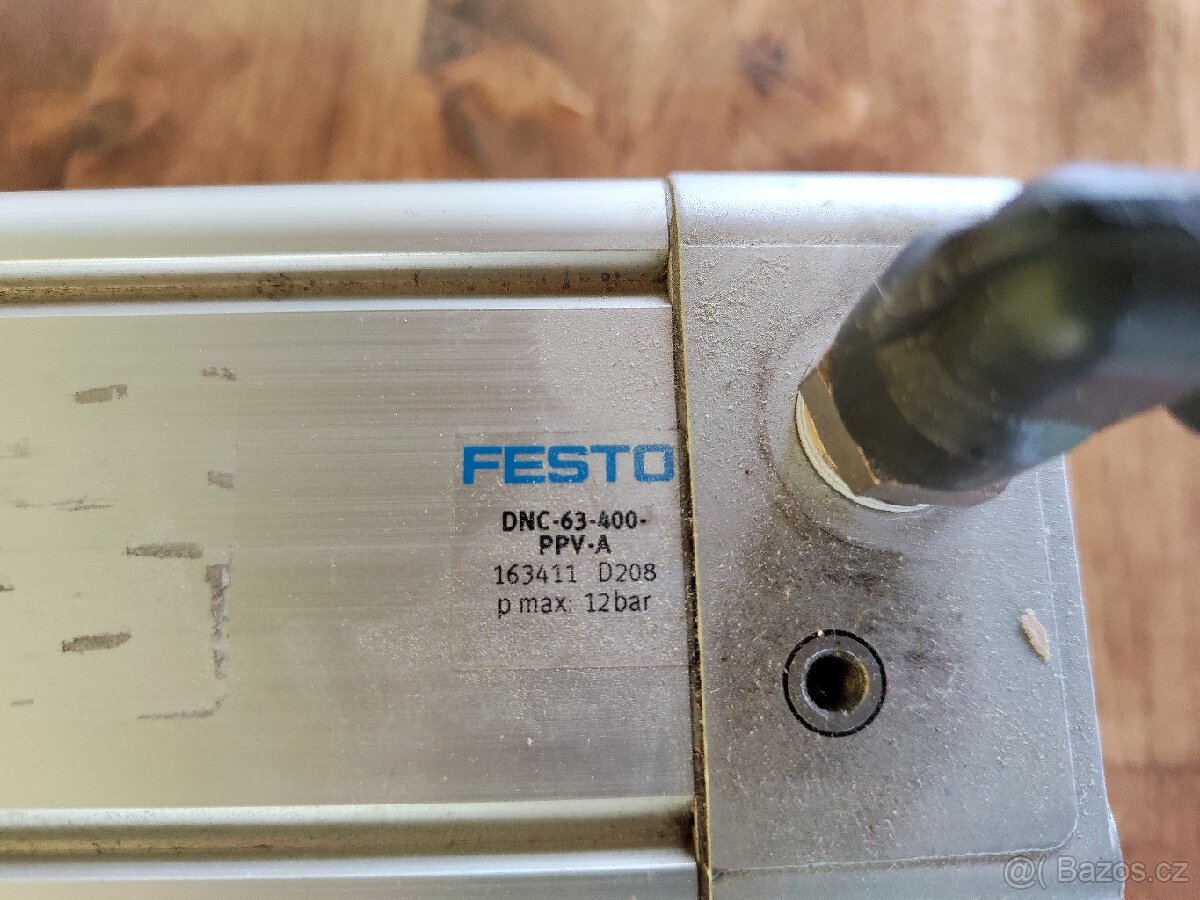 FESTO
DNC-63-400-
PPV-A
163411 D208
p max: 12bar
@( Bazos.cz